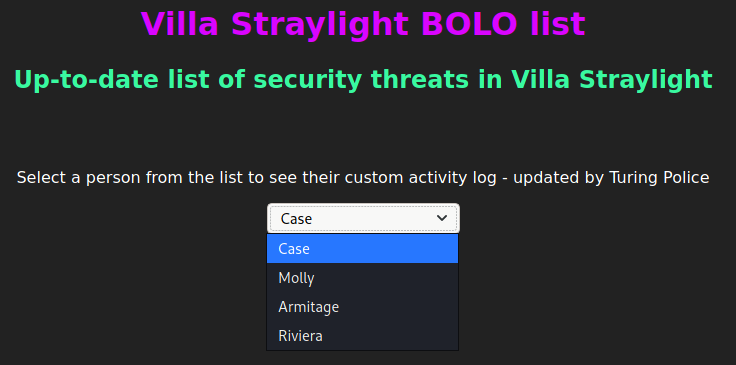 Villa Straylight BOLO list
Up-to-date list of security threats in Villa Straylight
Select a person from the list to see their custom activity log - updated by Turing Police
Case
Case
Molly
Armitage
Riviera